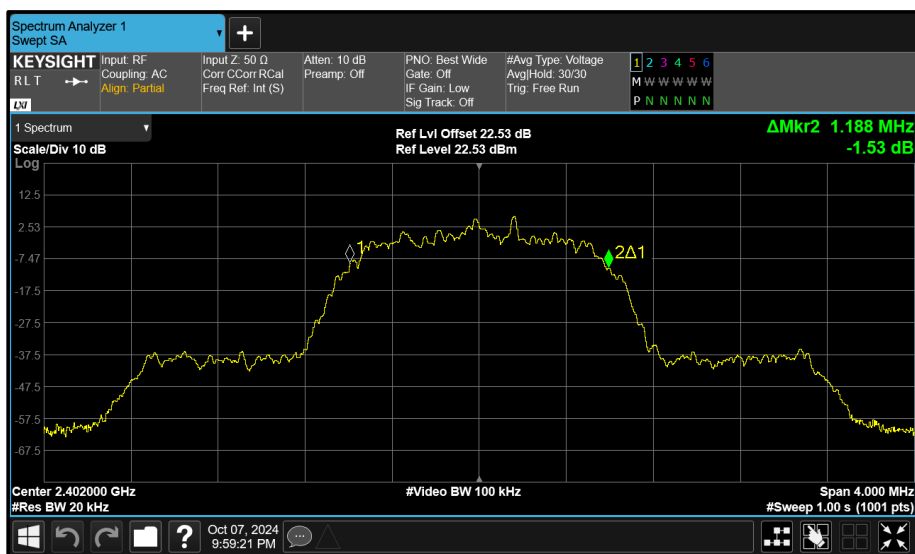 Spectrum Analyzer 1
Swept SA
KEYSIGHT
RLT
LXI
Input: RF
Coupling: AC
Align: Partial
Input Z: 50 Ω
Corr CCorr RCal
Freq Ref: Int (S)
Atten: 10 dB
Preamp: Off
PNO: Best Wide
Gate: Off
IF Gain: Low
Sig Track: Off
#Avg Type: Voltage
Avg|Hold: 30/30
Trig: Free Run
1 2 3 4 5 6
M W W W W W
P N N N N N
1 Spectrum
Scale/Div 10 dB
Ref Lvl Offset 22.53 dB
Ref Level 22.53 dBm
ΔMkr2 1.188 MHz
-1.53 dB
Log
12.5
2.53
-7.47
-17.5
-27.5
-37.5
-47.5
-57.5
-67.5
1
2Δ1
Center 2.402000 GHz
#Video BW 100 kHz
Span 4.000 MHz
#Res BW 20 kHz
#Sweep 1.00 s (1001 pts)
?
Oct 07, 2024
9:59:21 PM